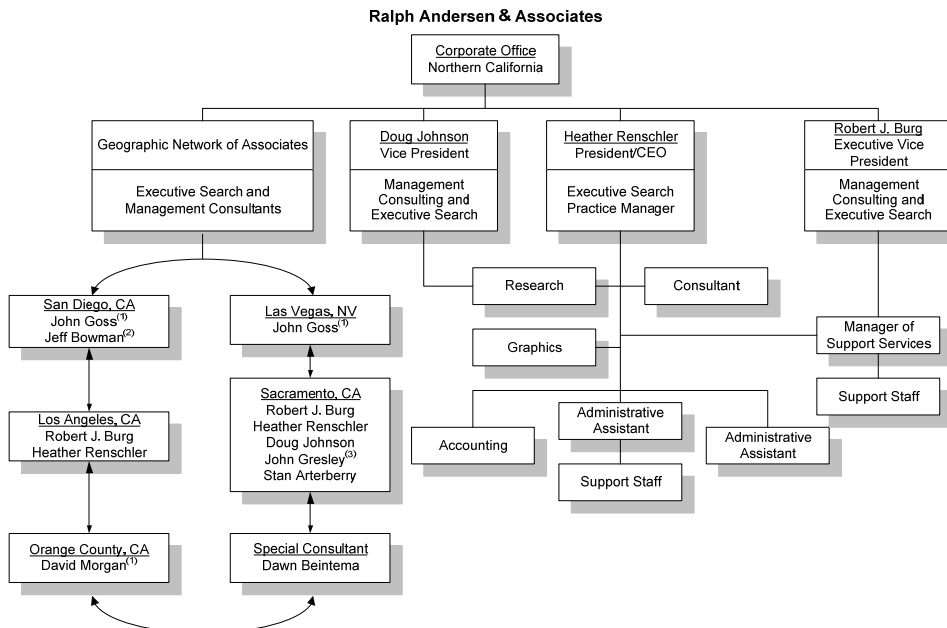 Ralph Andersen & Associates
Corporate Office
Northern California
Geographic Network of Associates
Executive Search and
Management Consultants
Doug Johnson
Vice President
Management
Consulting and
Executive Search
Heather Renschler
President/CEO
Executive Search
Practice Manager
Robert J. Burg
Executive Vice
President
Management
Consulting and
Executive Search
Research
Consultant
Graphics
Manager of
Support Services
Support Staff
Accounting
Administrative
Assistant
Support Staff
Administrative
Assistant
San Diego, CA
John Goss(1)
Jeff Bowman(2)
Las Vegas, NV
John Goss(1)
Los Angeles, CA
Robert J. Burg
Heather Renschler
Sacramento, CA
Robert J. Burg
Heather Renschler
Doug Johnson
John Gresley(3)
Stan Arterberry
Orange County, CA
David Morgan(1)
Special Consultant
Dawn Beintema